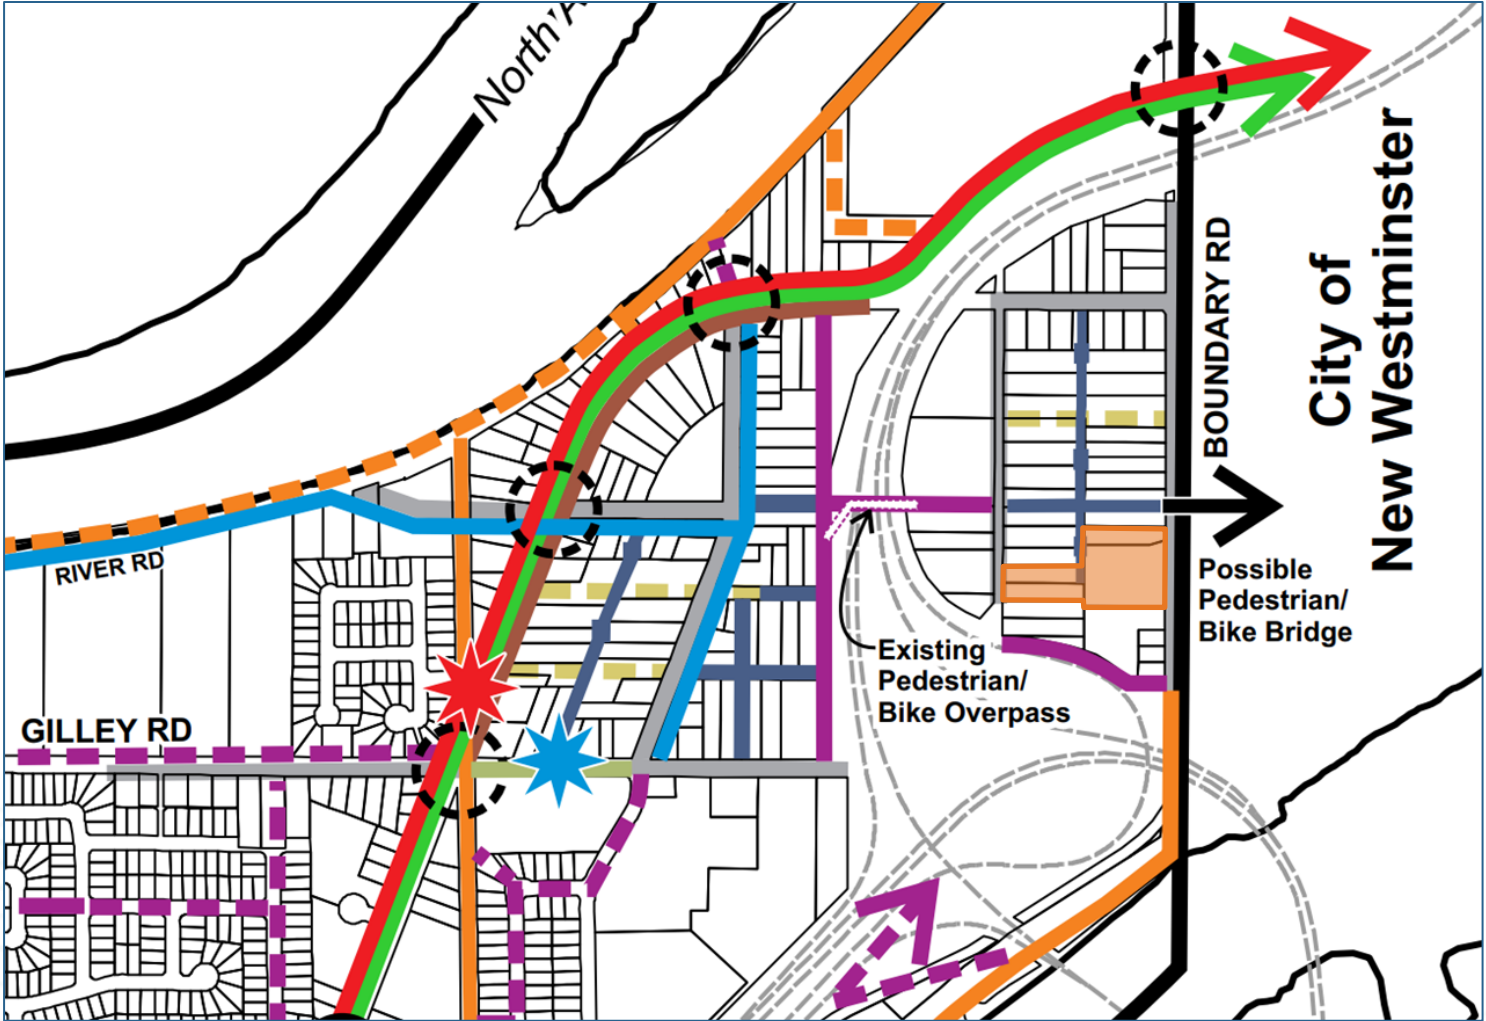 North A
RIVER RD
GILLEY RD
BOUNDARY RD
City of
New Westminster
Possible
Pedestrian/
Bike Bridge
Existing
Pedestrian/
Bike Overpass